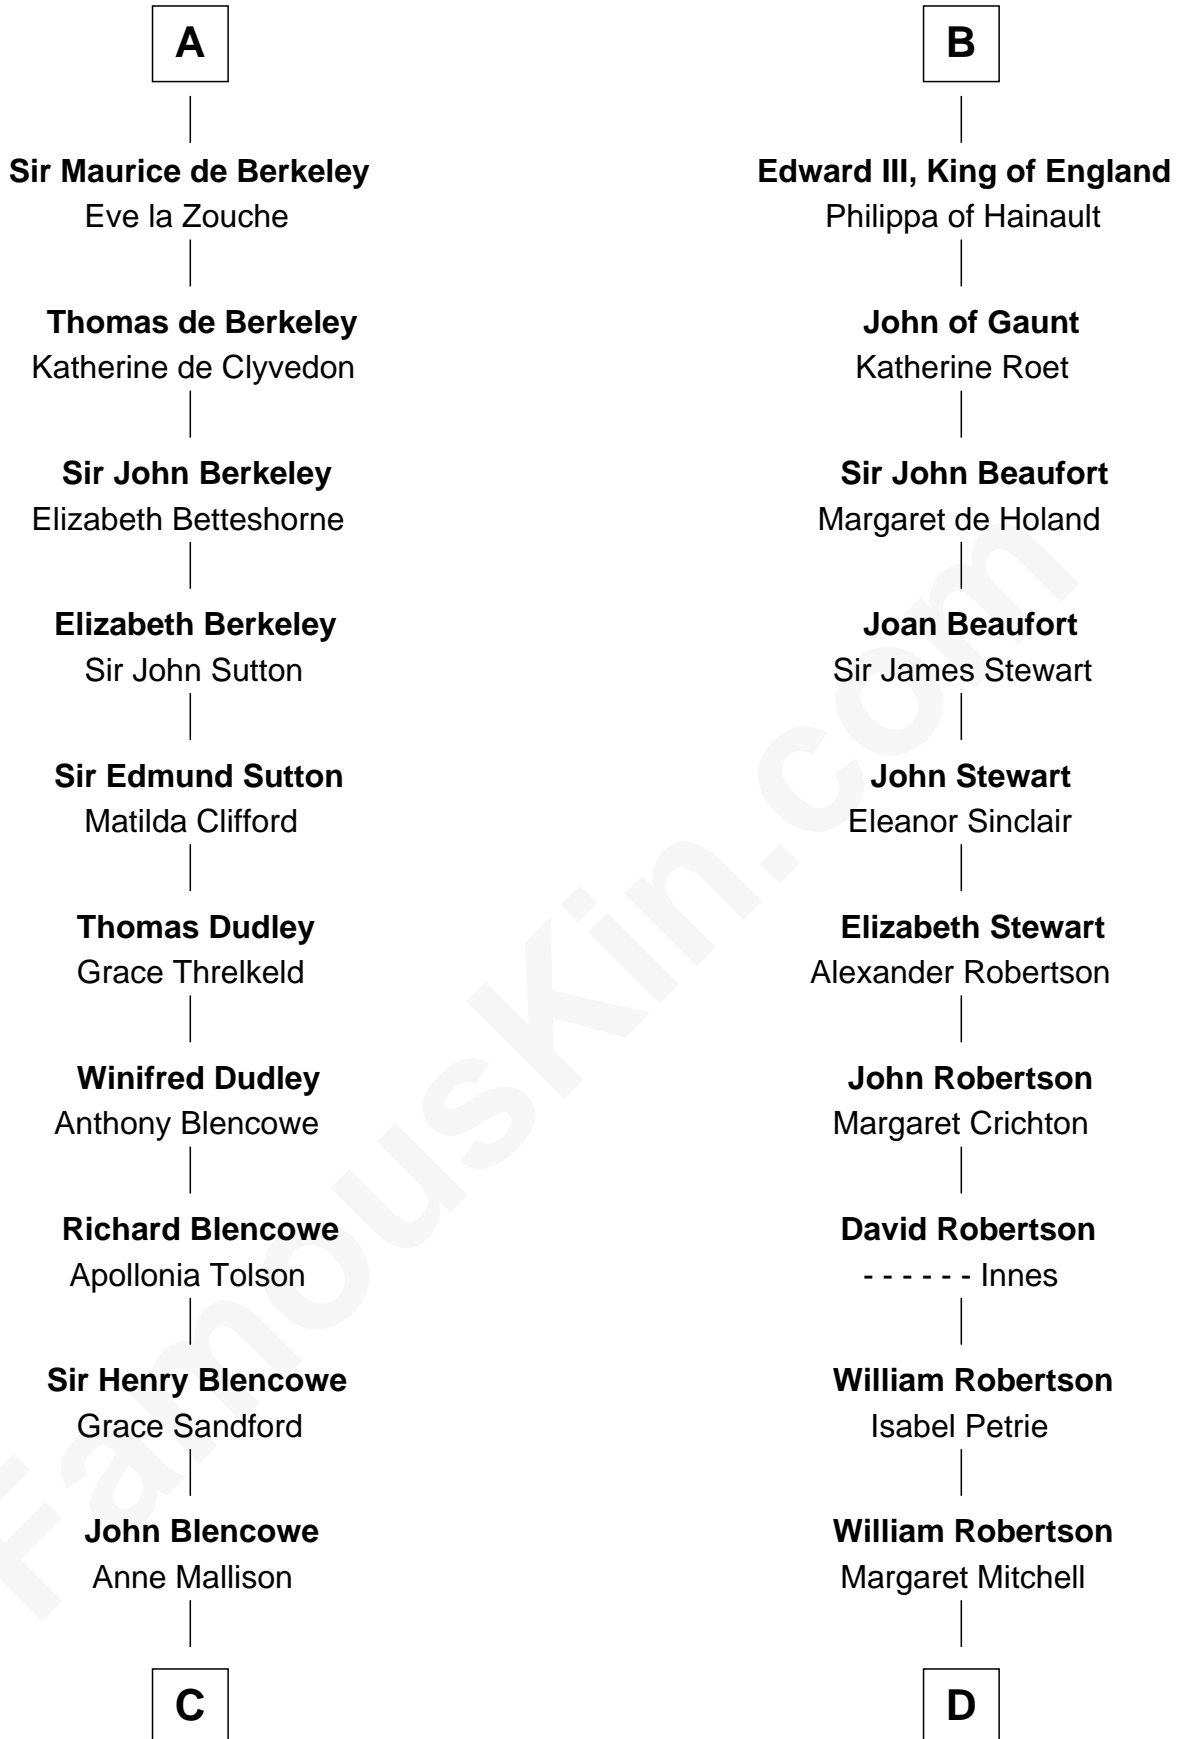 A
Sir Maurice de Berkeley
Eve la Zouche
Thomas de Berkeley
Katherine de Clyvedon
Sir John Berkeley
Elizabeth Betteshorne
Elizabeth Berkeley
Sir John Sutton
Sir Edmund Sutton
Matilda Clifford
Thomas Dudley
Grace Threlkeld
Winifred Dudley
Anthony Blencowe
Richard Blencowe
Apollonia Tolson
Sir Henry Blencowe
Grace Sandford
John Blencowe
Anne Mallison
C
B
Edward III, King of England
Philippa of Hainault
John of Gaunt
Katherine Roet
Sir John Beaufort
Margaret de Holand
Joan Beaufort
Sir James Stewart
John Stewart
Eleanor Sinclair
Elizabeth Stewart
Alexander Robertson
John Robertson
Margaret Crichton
David Robertson
- - - - - - Innes
William Robertson
Isabel Petrie
William Robertson
Margaret Mitchell
D
FamousKin.com